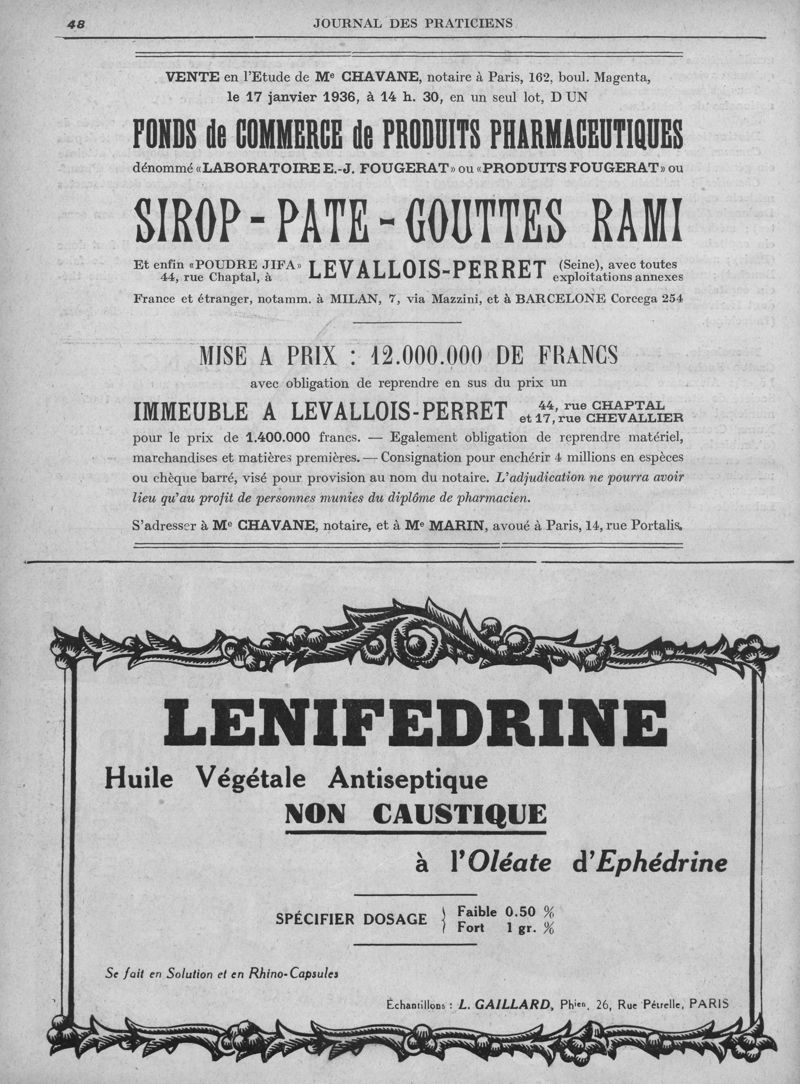 48
JOURNAL DES PRATICIENS
VENTE en l'Etude de Me CHAVANE, notaire à Paris, 162, boul. Magenta,
le 17 janvier 1936, à 14 h. 30, en un seul lot, D'UN
FONDS de COMMERCE de PRODUITS PHARMACEUTIQUES
dénommé «LABORATOIRE E.-J. FOUGERAT» ou «PRODUITS FOUGERAT» ou
SIROP - PATE - GOUTTES RAMI
Et enfin «POUDRE JIFA»
44, rue Chaptal, à
LEVALLOIS-PERRET
(Seine), avec toutes
exploitations annexes
France et étranger, notamm. à MILAN, 7, via Mazzini, et à BARCELONE Corcega 254
MISE A PRIX : 12.000.000 DE FRANCS
avec obligation de reprendre en sus du prix un
IMMEUBLE A LEVALLOIS-PERRET
44, rue CHAPTAL
et 17, rue CHEVALLIER
pour le prix de 1.400.000 francs. — Egalement obligation de reprendre matériel,
marchandises et matières premières. — Consignation pour enchérir 4 millions en espèces
ou chèque barré, visé pour provision au nom du notaire. L'adjudication ne pourra avoir
lieu qu'au profit de personnes munies du diplôme de pharmacien.
S'adresser à Me CHAVANE, notaire, et à Me MARIN, avoué à Paris, 14, rue Portalis.
LENIFEDRINE
Huile Végétale Antiseptique
NON CAUSTIQUE
à l'Oléate d'Ephédrine
SPÉCIFIER DOSAGE
Faible 0.50 %
Fort 1 gr. %
Se fait en Solution et en Rhino-Capsules
Échantillons : L. GAILLARD, Phien, 26, Rue Pétrelle, PARIS